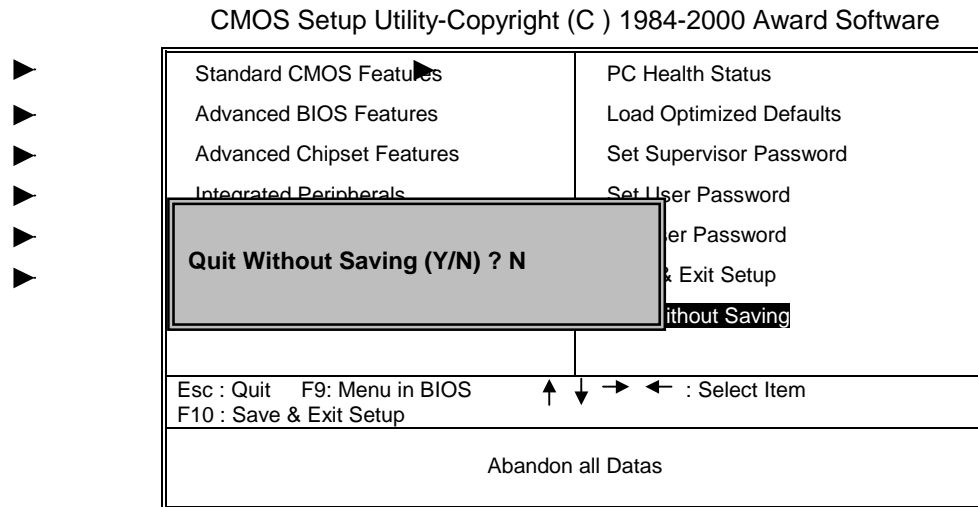 CMOS Setup Utility-Copyright (C ) 1984-2000 Award Software
Standard CMOS Features
PC Health Status
Advanced BIOS Features
Load Optimized Defaults
Advanced Chipset Features
Set Supervisor Password
Integrated Peripherals
Set User Password
er Password
Quit Without Saving (Y/N) ? N
& Exit Setup
ithout Saving
Esc : Quit F9: Menu in BIOS : Select Item
F10 : Save & Exit Setup
Abandon all Datas